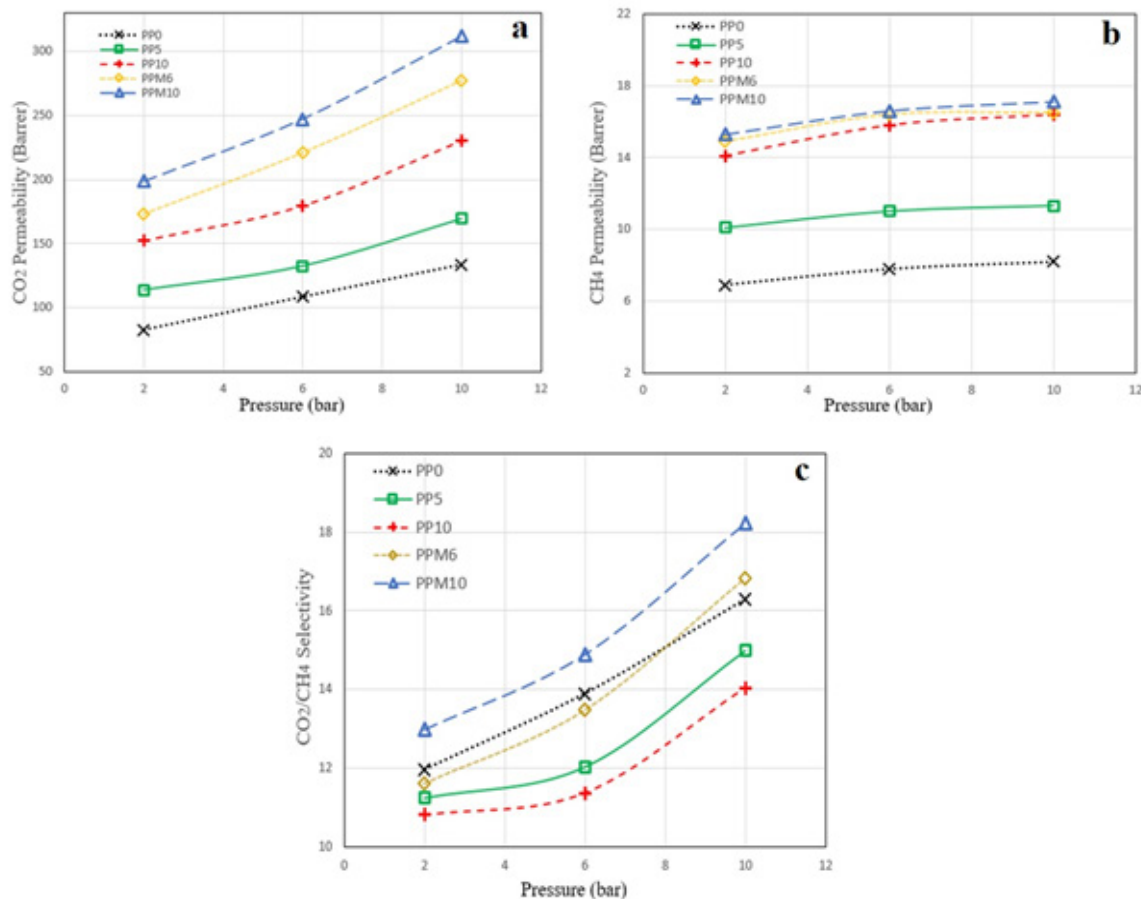 a
PP0
PP5
PP10
PPM6
PPM10
300
250
200
150
100
50
0 2 4 6 8 10 12
CO2 Permeability (Barrer)
Pressure (bar)
b
PP0
PP5
PP10
PPM6
PPM10
22
18
14
10
6
2
0 2 4 6 8 10 12
CH4 Permeability (Barrer)
Pressure (bar)
c
PP0
PP5
PP10
PPM6
PPM10
20
18
16
14
12
10
0 2 4 6 8 10 12
CO2/CH4 Selectivity
Pressure (bar)